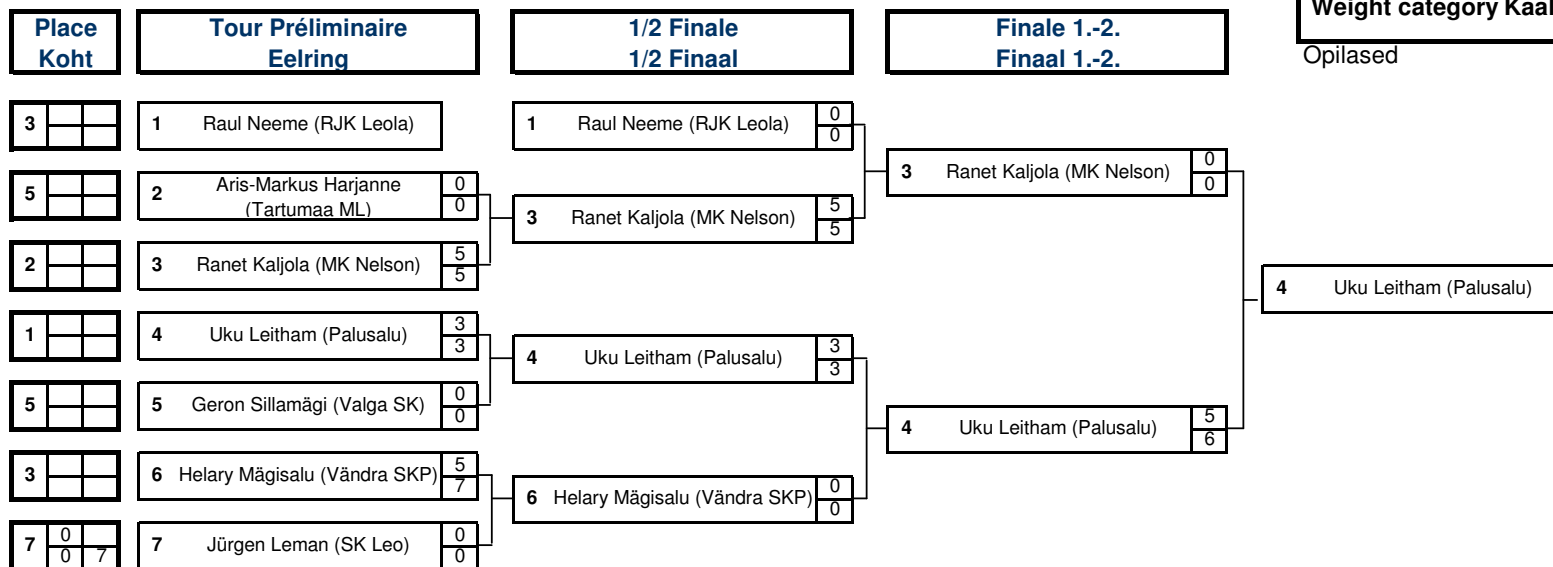 Place
Koht
Tour Préliminaire
Eelring
1/2 Finale
1/2 Finaal
Finale 1.-2.
Finaal 1.-2.
Weight category Kaal
Opilased
3
1 Raul Neeme (RJK Leola)
1 Raul Neeme (RJK Leola) 0
0
3 Ranet Kaljola (MK Nelson) 0
0
5
2 Aris-Markus Harjanne 0
(Tartumaa ML) 0
3 Ranet Kaljola (MK Nelson) 5
5
2
3 Ranet Kaljola (MK Nelson) 5
5
4 Uku Leitham (Palusalu)
1
4 Uku Leitham (Palusalu) 3
3
4 Uku Leitham (Palusalu) 3
3
5
5 Geron Sillamägi (Valga SK) 0
0
4 Uku Leitham (Palusalu) 5
6
3
6 Helary Mägisalu (Vändra SKP) 5
7
6 Helary Mägisalu (Vändra SKP) 0
0
7 0
0 7
7 Jürgen Leman (SK Leo) 0
0